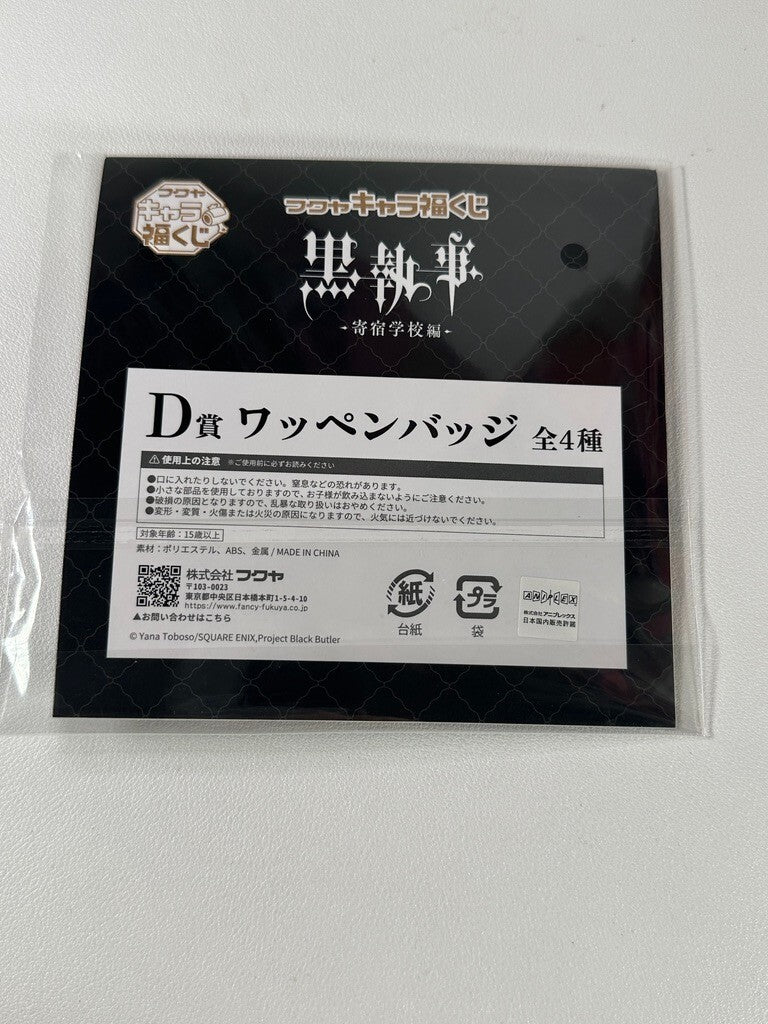 フクヤ
キャラ
福くじ
フクヤキャラ福くじ
黒執事
-寄宿学校編-
D賞 ワッペンバッジ 全4種
⚠使用上の注意 ※ご使用前に必ずお読みください
●口に入れたりしないでください。窒息などの恐れがあります。
●小さな部品を使用しておりますので、お子様が飲み込まないようにご注意ください。
●破損の原因となりますので、乱暴な取り扱いはおやめください。
●変形・変質・火傷または火災の原因になりますので、火気には近づけないでください。
対象年齢:15歳以上
素材:ポリエステル、ABS、金属 / MADE IN CHINA
株式会社 フクヤ
〒103-0023
東京都中央区日本橋本町1-5-4-10
https://www.fancy-fukuya.co.jp
▲お問い合わせはこちら
紙
台紙
プラ
袋
ANIPLEX
株式会社 アニプレックス
日本国内販売許諾
© Yana Toboso/SQUARE ENIX,Project Black Butler